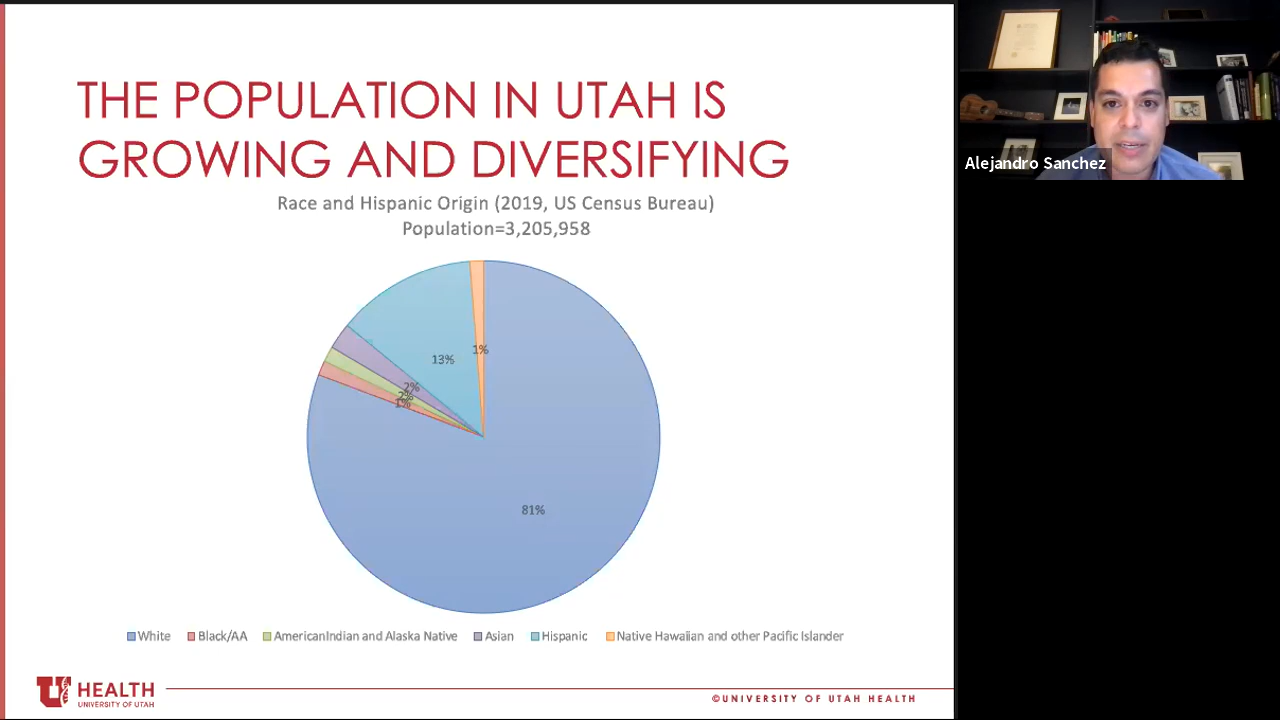 THE POPULATION IN UTAH IS
GROWING AND DIVERSIFYING
Race and Hispanic Origin (2019, US Census Bureau)
Population=3,205,958
1%
13%
2%
2%
1%
81%
White Black/AA AmericanIndian and Alaska Native Asian Hispanic Native Hawaiian and other Pacific Islander
U HEALTH
UNIVERSITY OF UTAH
©UNIVERSITY OF UTAH HEALTH
Alejandro Sanchez